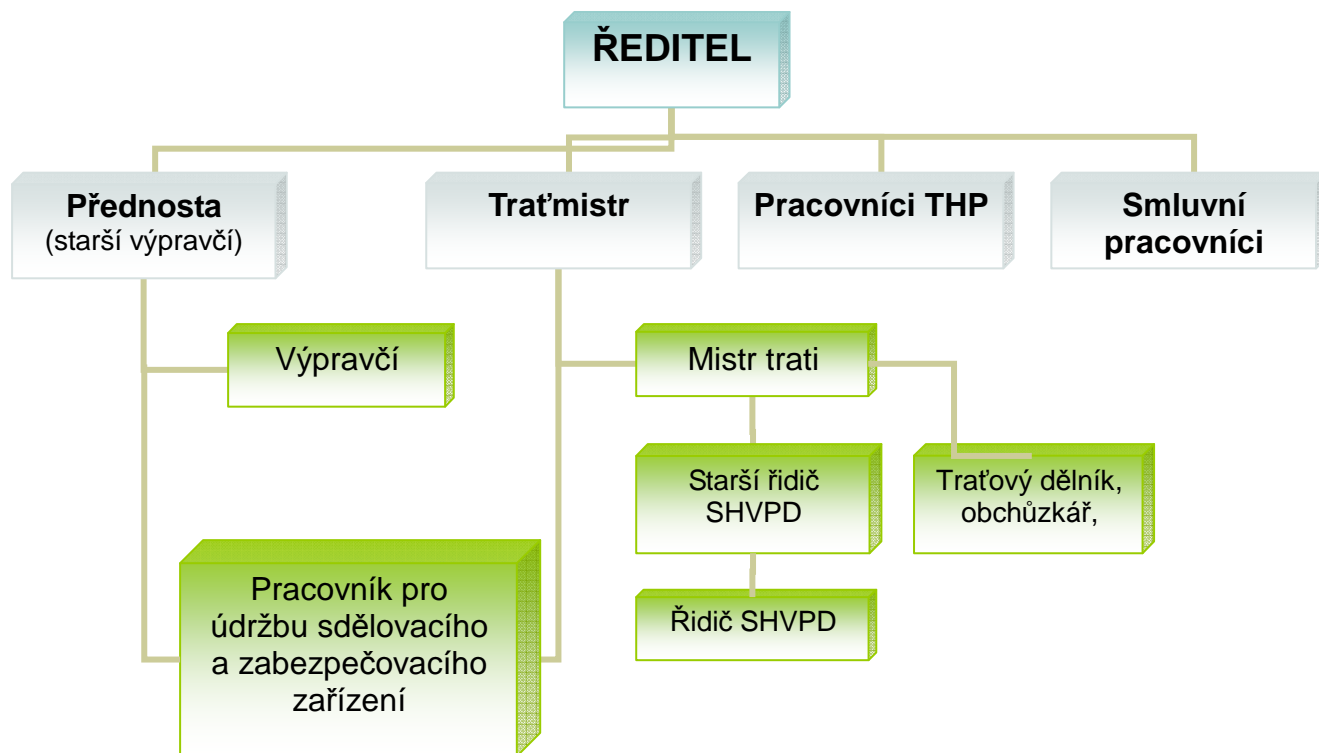 ŘEDITEL
Přednosta
(starší výpravčí)
Traťmistr
Pracovníci THP
Smluvní
pracovníci
Výpravčí
Mistr trati
Starší řidič
SHVPD
Traťový dělník,
obchůzkář,
Pracovník pro
údržbu sdělovacího
a zabezpečovacího
zařízení
Řidič SHVPD